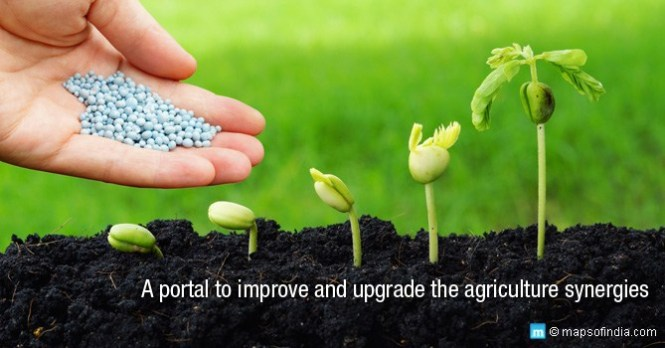 A portal to improve and upgrade the agriculture synergies
m © mapsofindia.com